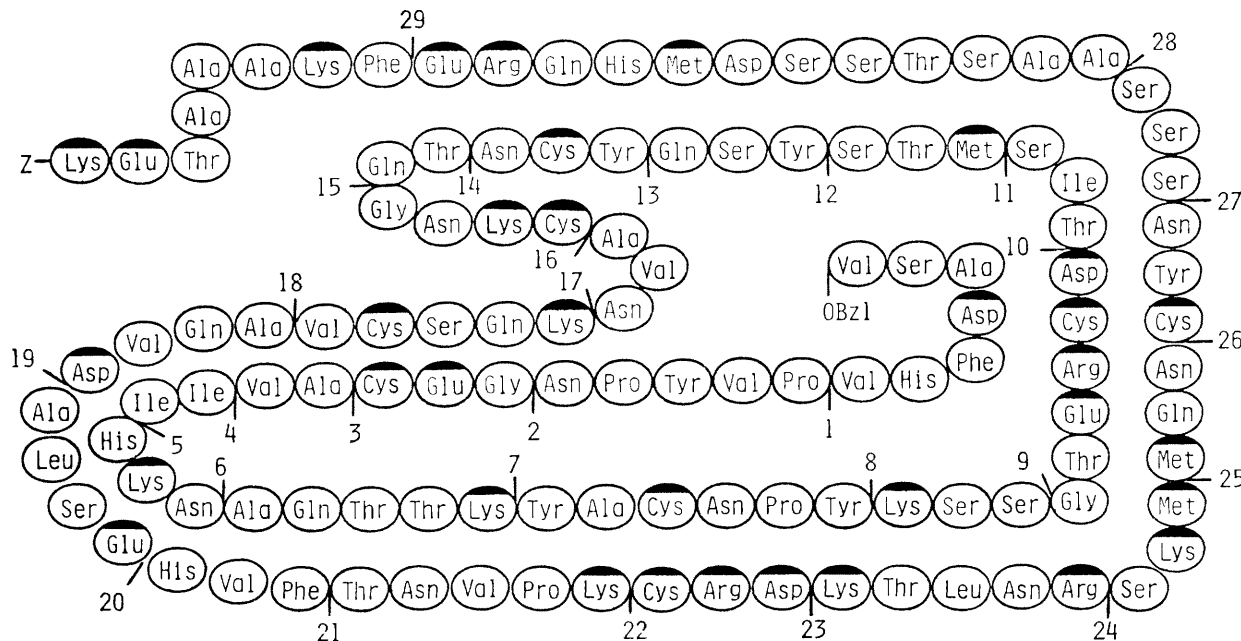 29
28
Ala Ala Lys Phe Glu Arg Gln His Met Asp Ser Ser Thr Ser Ala Ala
Ser
Ala
Ser
Z Lys Glu Thr
Gln Thr Asn Cys Tyr Gln Ser Tyr Ser Thr Met Ser
15 14 13 12 11
Ile
Ser
27
Gly Asn Lys Cys Ala
16
Thr
Asn
10
Val Ser Ala
OBzl
Val
17
Asn
Asp
Asp
Tyr
18
Gln Ala Val Cys Ser Gln Lys
Val
Cys
Cys
26
19
Asp
Phe
Arg
Asn
Ile Ile Val Ala Cys Glu Gly Asn Pro Tyr Val Pro Val His
5 4 3 2 1
Ala
His
Glu
Gln
Leu
Lys
Thr
Met
25
6 7 8 9
Asn Ala Gln Thr Thr Lys Tyr Ala Cys Asn Pro Tyr Lys Ser Ser Gly
Ser
Met
Glu
Lys
20
His Val Phe Thr Asn Val Pro Lys Cys Arg Asp Lys Thr Leu Asn Arg Ser
21 22 23 24